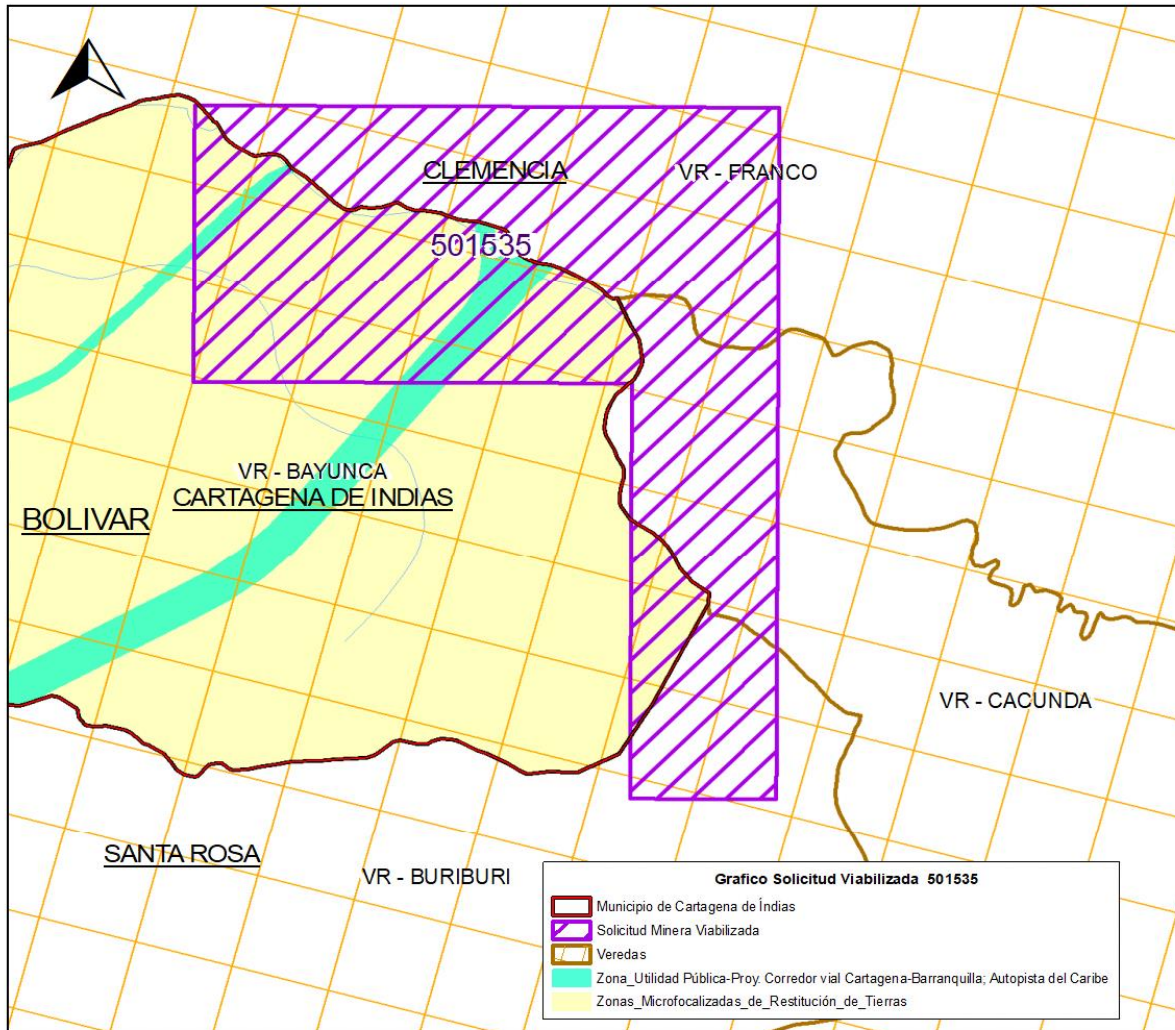 CLEMENCIA
VR - FRANCO
501535
VR - BAYUNCA
CARTAGENA DE INDIAS
BOLIVAR
VR - CACUNDA
SANTA ROSA
VR - BURIBURI
Grafico Solicitud Viabilizada 501535
Municipio de Cartagena de Índias
Solicitud Minera Viabilizada
Veredas
Zona_Utilidad Pública-Proy. Corredor vial Cartagena-Barranquilla; Autopista del Caribe
Zonas_Microfocalizadas_de_Restitución_de_Tierras